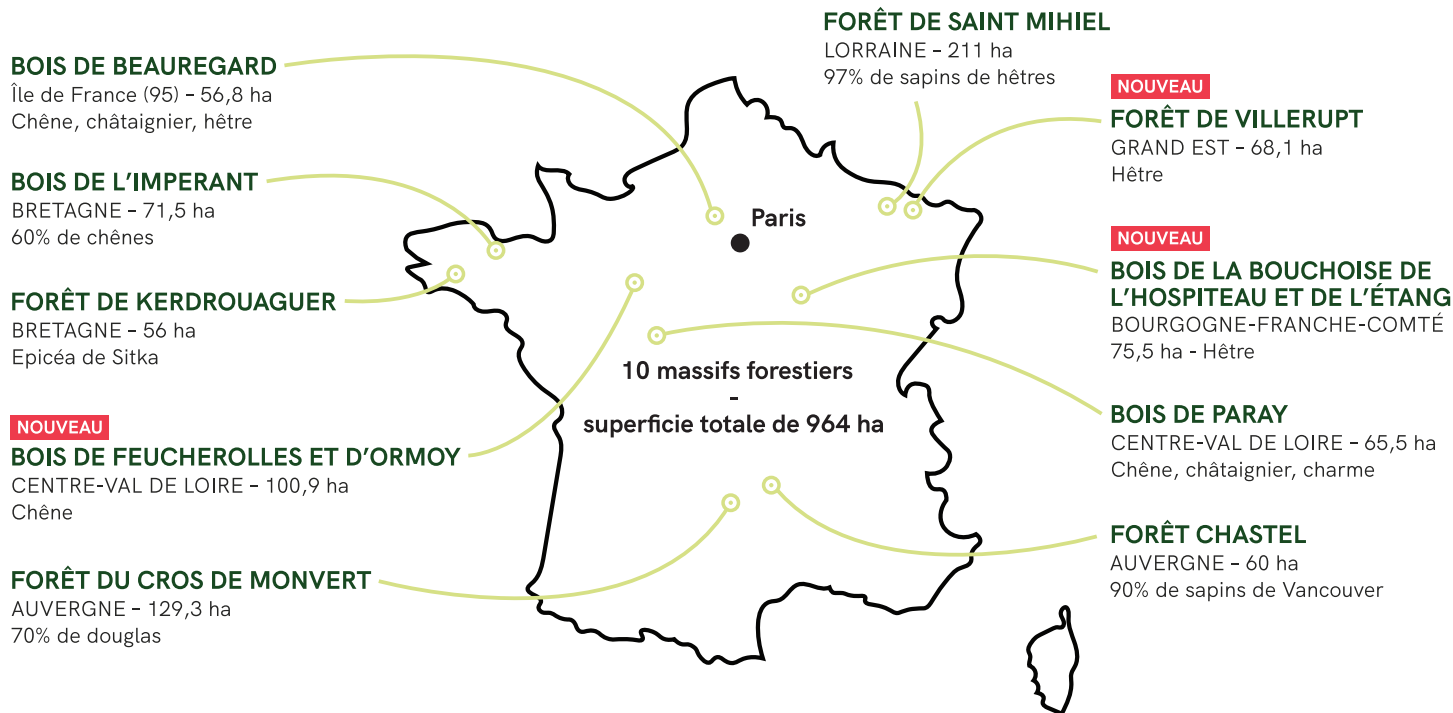 BOIS DE BEAUREGARD
Île de France (95) – 56,8 ha
Chêne, châtaignier, hêtre
BOIS DE L'IMPERANT
BRETAGNE – 71,5 ha
60% de chênes
FORÊT DE KERDROUAGUER
BRETAGNE – 56 ha
Epicéa de Sitka
NOUVEAU
BOIS DE FEUCHEROLLES ET D'ORMOY
CENTRE-VAL DE LOIRE – 100,9 ha
Chêne
FORÊT DU CROS DE MONVERT
AUVERGNE – 129,3 ha
70% de douglas
Paris
10 massifs forestiers
-
superficie totale de 964 ha
FORÊT DE SAINT MIHIEL
LORRAINE – 211 ha
97% de sapins de hêtres
NOUVEAU
FORÊT DE VILLERUPT
GRAND EST – 68,1 ha
Hêtre
NOUVEAU
BOIS DE LA BOUCHOISE DE
L'HOSPITEAU ET DE L'ÉTANG
BOURGOGNE-FRANCHE-COMTÉ
75,5 ha - Hêtre
BOIS DE PARAY
CENTRE-VAL DE LOIRE – 65,5 ha
Chêne, châtaignier, charme
FORÊT CHASTEL
AUVERGNE – 60 ha
90% de sapins de Vancouver